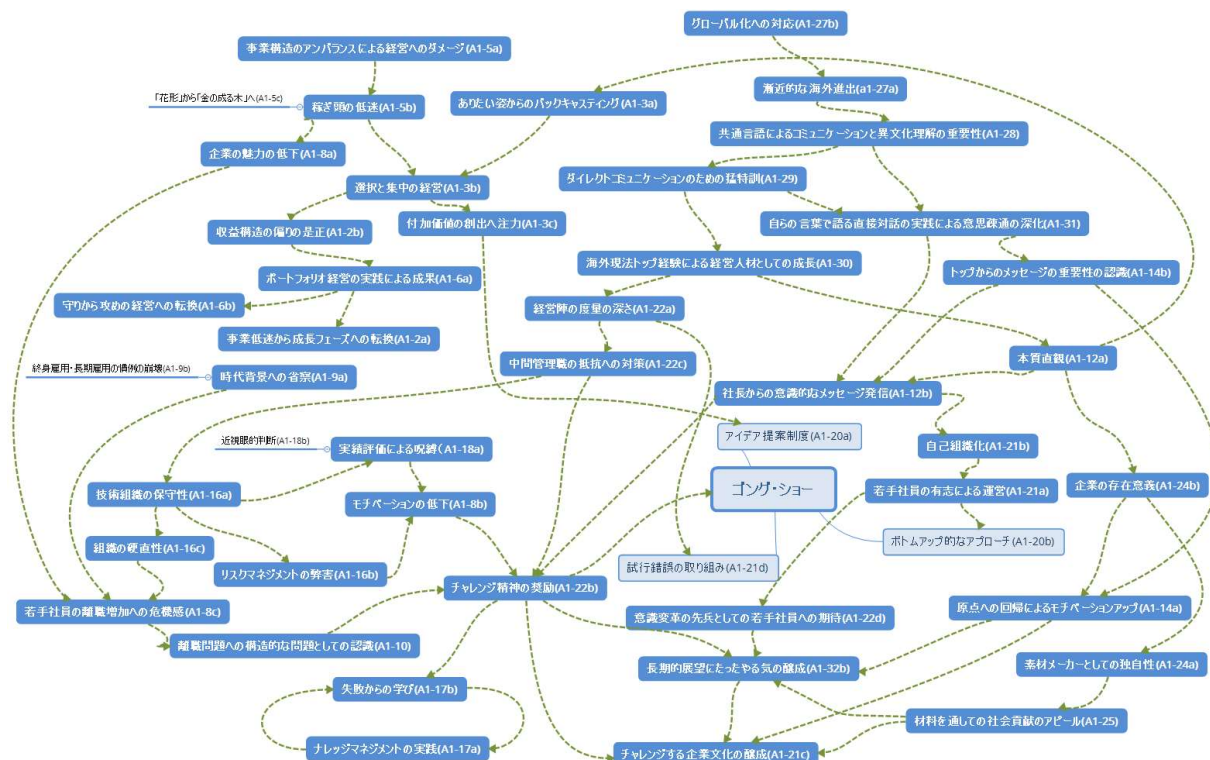 グローバル化への対応(A1-27b)
事業構造のアンバランスによる経営へのダメージ(A1-5a)
漸近的な海外進出(a1-27a)
「花形」から「金の成る木」へ(A1-5c)
稼ぎ頭の低迷(A1-5b)
ありたい姿からのバックキャスティング(A1-3a)
共通言語によるコミュニケーションと異文化理解の重要性(A1-28)
企業の魅力の低下(A1-8a)
選択と集中の経営(A1-3b)
ダイレクトコミュニケーションのための猛特訓(A1-29)
付加価値の創出へ注力(A1-3c)
自らの言葉で語る直接対話の実践による意思疎通の深化(A1-31)
収益構造の偏りの是正(A1-2b)
海外現法トップ経験による経営人材としての成長(A1-30)
トップからのメッセージの重要性の認識(A1-14b)
ポートフォリオ経営の実践による成果(A1-6a)
守りから攻めの経営への転換(A1-6b)
経営陣の度量の深さ(A1-22a)
事業低迷から成長フェーズへの転換(A1-2a)
中間管理職の抵抗への対策(A1-22c)
本質直観(A1-12a)
終身雇用・長期雇用の慣例の崩壊(A1-9b)
時代背景への省察(A1-9a)
社長からの意識的なメッセージ発信(A1-12b)
アイデア提案制度(A1-20a)
近視眼的判断(A1-18b)
実績評価による呪縛(A1-18a)
自己組織化(A1-21b)
技術組織の保守性(A1-16a)
モチベーションの低下(A1-8b)
ゴング・ショー
若手社員の有志による運営(A1-21a)
企業の存在意義(A1-24b)
組織の硬直性(A1-16c)
ボトムアップ的なアプローチ(A1-20b)
リスクマネジメントの弊害(A1-16b)
試行錯誤の取り組み(A1-21d)
チャレンジ精神の奨励(A1-22b)
若手社員の離職増加への危機感(A1-8c)
意識変革の先兵としての若手社員への期待(A1-22d)
原点への回帰によるモチベーションアップ(A1-14a)
離職問題への構造的な問題としての認識(A1-10)
長期的展望にたったやる気の醸成(A1-32b)
素材メーカーとしての独自性(A1-24a)
失敗からの学び(A1-17b)
材料を通しての社会貢献のアピール(A1-25)
ナレッジマネジメントの実践(A1-17a)
チャレンジする企業文化の醸成(A1-21c)